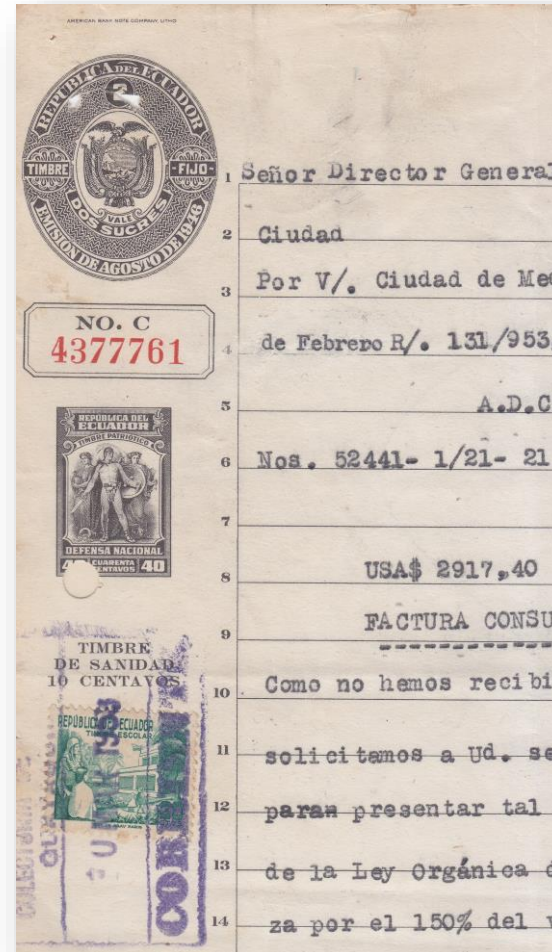 AMERICAN BANK NOTE COMPANY, LITHO
REPUBLICA DEL ECUADOR
2
TIMBRE
FIJO
VALE
DOS SUCRES
EMISION DE AGOSTO DE 1946
NO. C
4377761
REPÚBLICA DEL
ECUADOR
TIMBRE PATRIOTICO
DEFENSA NACIONAL
CUARENTA
CENTAVOS
40
TIMBRE
DE SANIDAD
10 CENTAVOS
REPUBLICA DE ECUADOR
TIMBRE ESCOLAR
1 Señor Director General
2 Ciudad
3 Por V/. Ciudad de Me
4 de Febrero R/. 131/953
5 A.D.C
6 Nos. 52441- 1/21- 21
7
8 USA$ 2917,40
9 FACTURA CONSU
10 Como no hemos recibi
11 solicitamos a Ud. se
12 paran presentar tal
13 de la Ley Orgánica
14 za por el 150% del